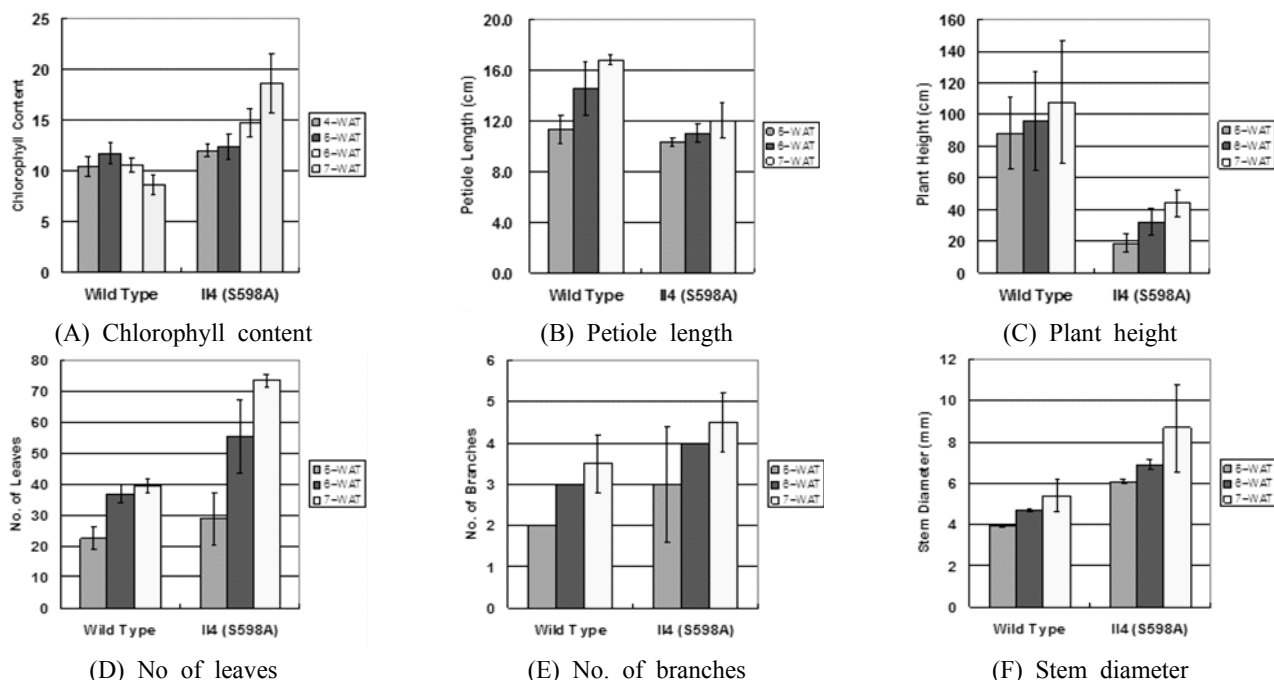 25
20
15
10
5
0
Chlorophyll Content
Wild Type
II4 (S598A)
4-WAT
5-WAT
6-WAT
7-WAT
(A) Chlorophyll content
20.0
16.0
12.0
8.0
4.0
0.0
Petiole Length (cm)
Wild Type
II4 (S598A)
5-WAT
6-WAT
7-WAT
(B) Petiole length
160
140
120
100
80
60
40
20
0
Plant Height (cm)
Wild Type
II4 (S598A)
5-WAT
6-WAT
7-WAT
(C) Plant height
80
70
60
50
40
30
20
10
0
No. of Leaves
Wild Type
II4 (S598A)
5-WAT
6-WAT
7-WAT
(D) No of leaves
6
5
4
3
2
1
0
No. of Branches
Wild Type
II4 (S598A)
5-WAT
6-WAT
7-WAT
(E) No. of branches
12
10
8
6
4
2
0
Stem Diameter (mm)
Wild Type
II4 (S598A)
5-WAT
6-WAT
7-WAT
(F) Stem diameter